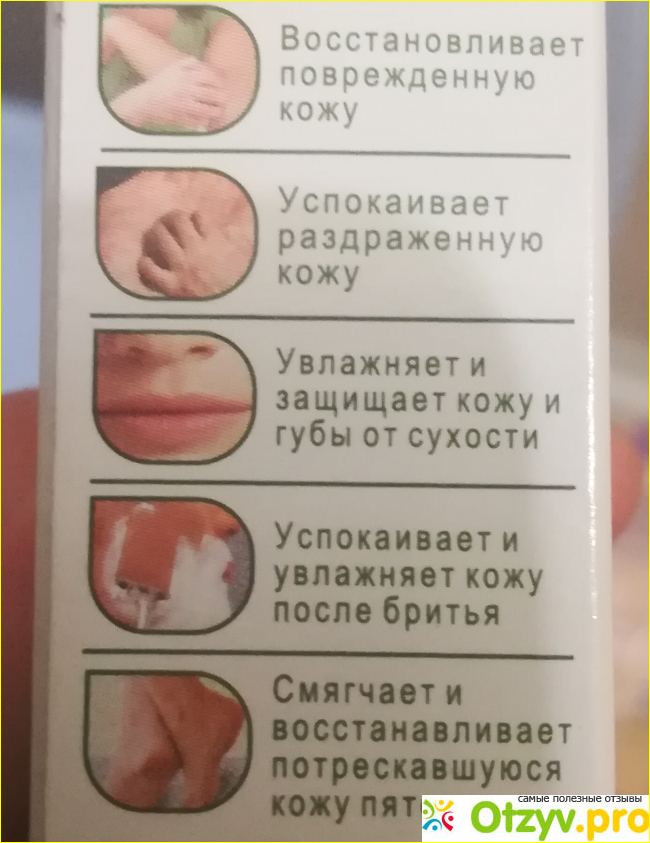 Восстановливает
поврежденную
кожу
Успокаивает
раздраженную
кожу
Увлажняет и
защищает кожу и
губы от сухости
Успокаивает и
увлажняет кожу
после бритья
Смягчает и
восстанавливает
потрескавшуюся
кожу
самые полезные отзывы
Otzyv.pro